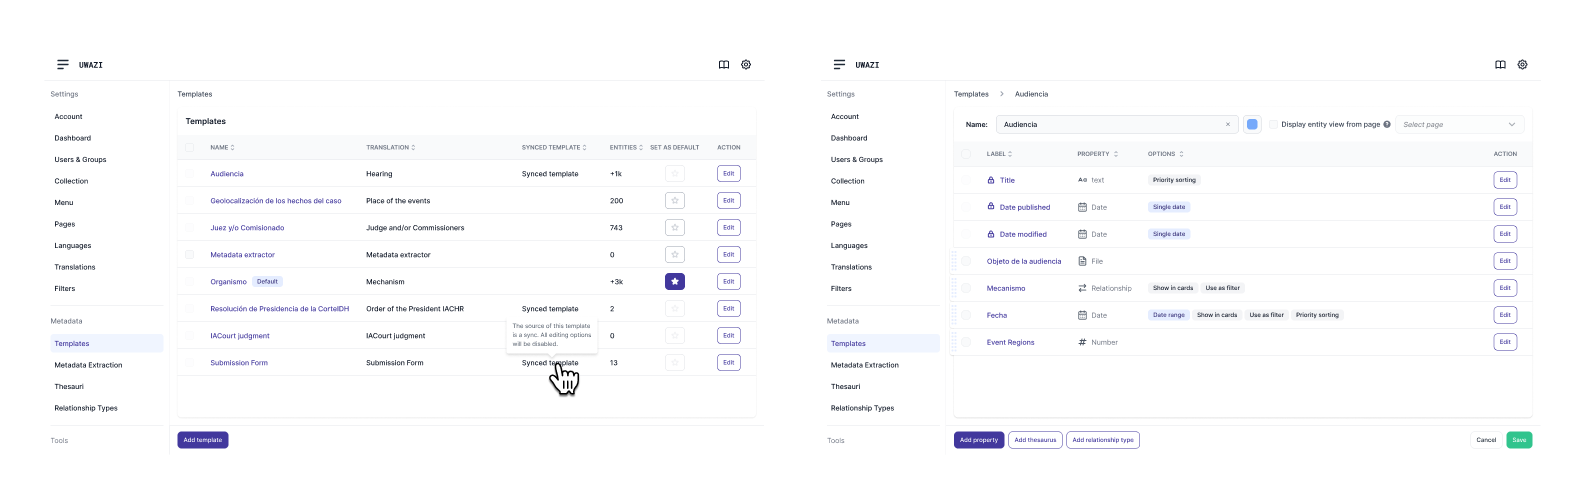 UWAZI
Settings
Account
Dashboard
Users & Groups
Collection
Menu
Pages
Languages
Translations
Filters
Metadata
Templates
Metadata Extraction
Thesauri
Relationship Types
Tools
Templates
Templates
NAME TRANSLATION SYNCED TEMPLATE ENTITIES SET AS DEFAULT ACTION
Audiencia Hearing Synced template +1k Edit
Geolocalización de los hechos del caso Place of the events 200 Edit
Juez y/o Comisionado Judge and/or Commissioners 743 Edit
Metadata extractor Metadata extractor 0 Edit
Organismo Default Mechanism +3k Edit
Resolución de Presidencia de la CorteIDH Order of the President IACHR Synced template 2 Edit
The source of this template
is a sync. All editing options
will be disabled.
IACourt judgment IACourt judgment 0 Edit
Submission Form Submission Form Synced template 13 Edit
Add template
UWAZI
Settings
Account
Dashboard
Users & Groups
Collection
Menu
Pages
Languages
Translations
Filters
Metadata
Templates
Metadata Extraction
Thesauri
Relationship Types
Tools
Templates > Audiencia
Name: Audiencia × Display entity view from page ? Select page
LABEL PROPERTY OPTIONS ACTION
Title Aa text Priority sorting Edit
Date published Date Single date Edit
Date modified Date Single date Edit
Objeto de la audiencia File Edit
Mecanismo Relationship Show in cards Use as filter Edit
Fecha Date Date range Show in cards Use as filter Priority sorting Edit
Event Regions # Number Edit
Add property Add thesaurus Add relationship type Cancel Save